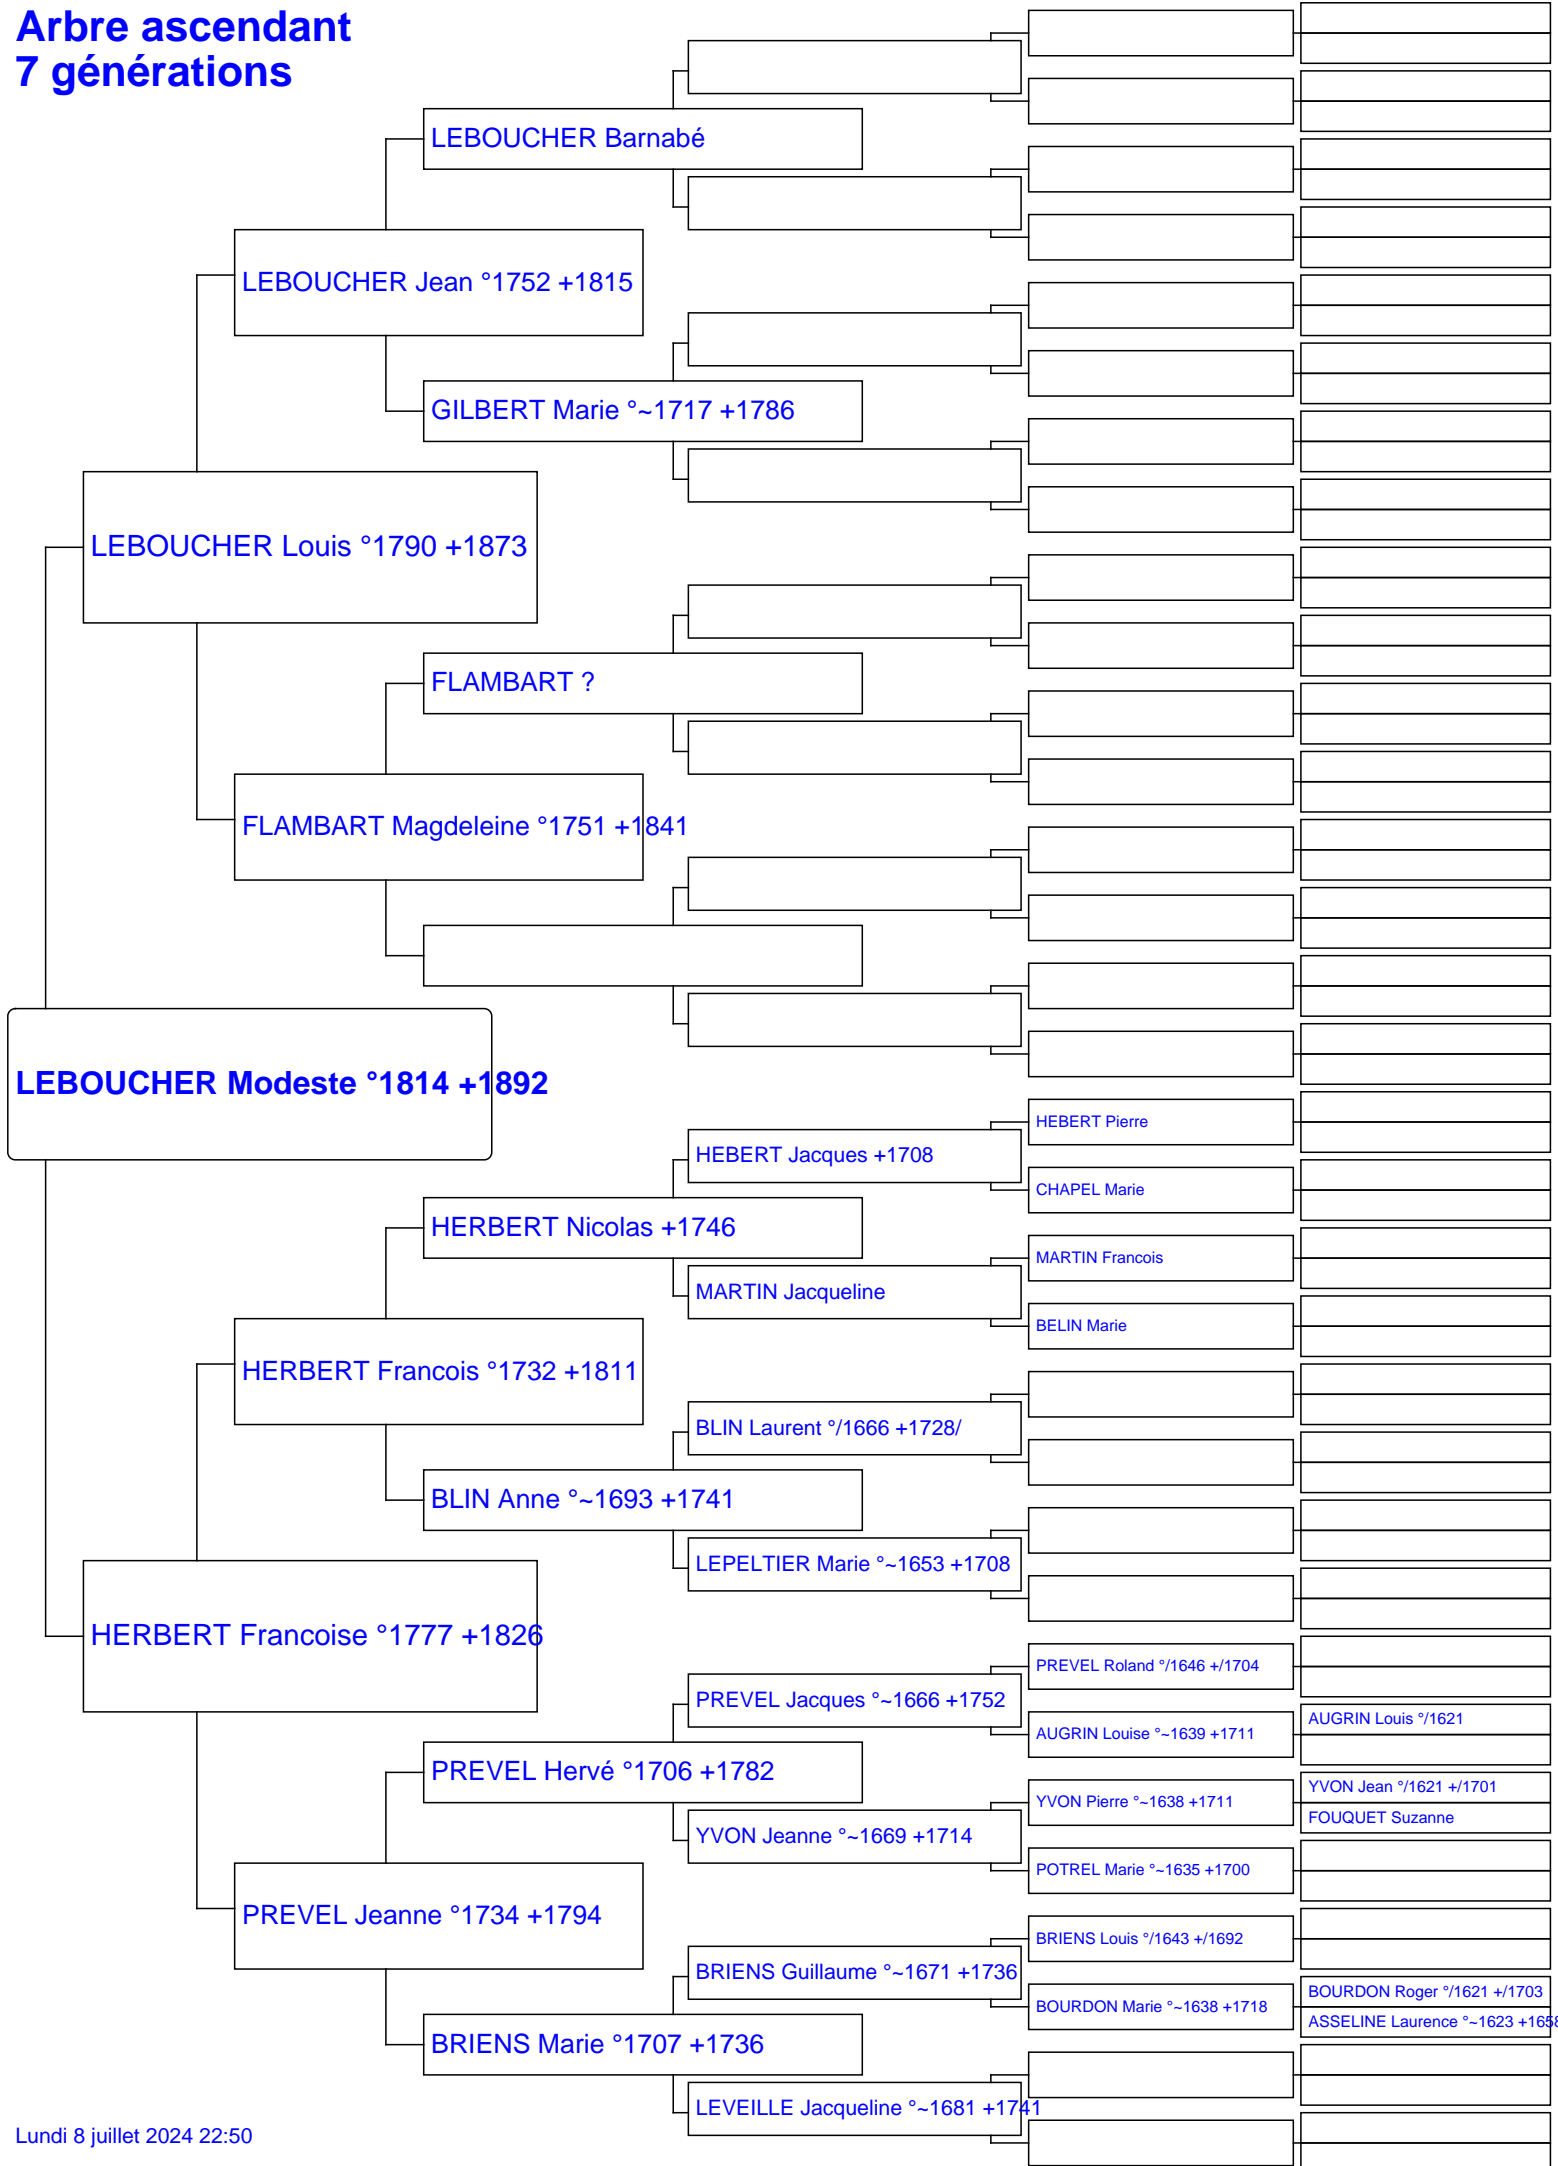 Arbre ascendant
7 générations
LEBOUCHER Barnabé
LEBOUCHER Jean °1752 +1815
GILBERT Marie °~1717 +1786
LEBOUCHER Louis °1790 +1873
FLAMBART ?
FLAMBART Magdeleine °1751 +1841
LEBOUCHER Modeste °1814 +1892
HEBERT Pierre
HEBERT Jacques +1708
CHAPEL Marie
HERBERT Nicolas +1746
MARTIN Francois
MARTIN Jacqueline
BELIN Marie
HERBERT Francois °1732 +1811
BLIN Laurent °/1666 +1728/
BLIN Anne °~1693 +1741
LEPELTIER Marie °~1653 +1708
HERBERT Francoise °1777 +1826
PREVEL Roland °/1646 +/1704
PREVEL Jacques °~1666 +1752
AUGRIN Louis °/1621
AUGRIN Louise °~1639 +1711
PREVEL Hervé °1706 +1782
YVON Jean °/1621 +/1701
YVON Pierre °~1638 +1711
FOUQUET Suzanne
YVON Jeanne °~1669 +1714
POTREL Marie °~1635 +1700
PREVEL Jeanne °1734 +1794
BRIENS Louis °/1643 +/1692
BRIENS Guillaume °~1671 +1736
BOURDON Roger °/1621 +/1703
BOURDON Marie °~1638 +1718
ASSELINE Laurence °~1623 +1658
BRIENS Marie °1707 +1736
LEVEILLE Jacqueline °~1681 +1741
Lundi 8 juillet 2024 22:50